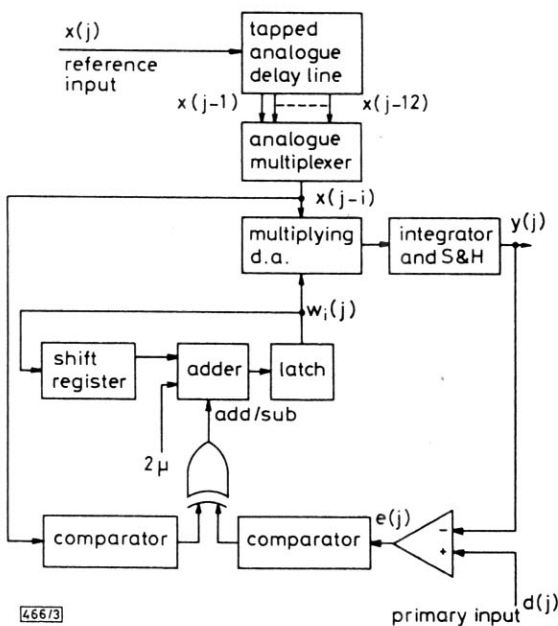 x(j)
reference
input
tapped
analogue
delay line
x(j-1)
x(j-12)
analogue
multiplexer
x(j-i)
multiplying
d.a.
integrator
and S&H
y(j)
w_i(j)
shift
register
adder
latch
add/sub
2μ
comparator
comparator
e(j)
-
+
d(j)
primary input
466/3